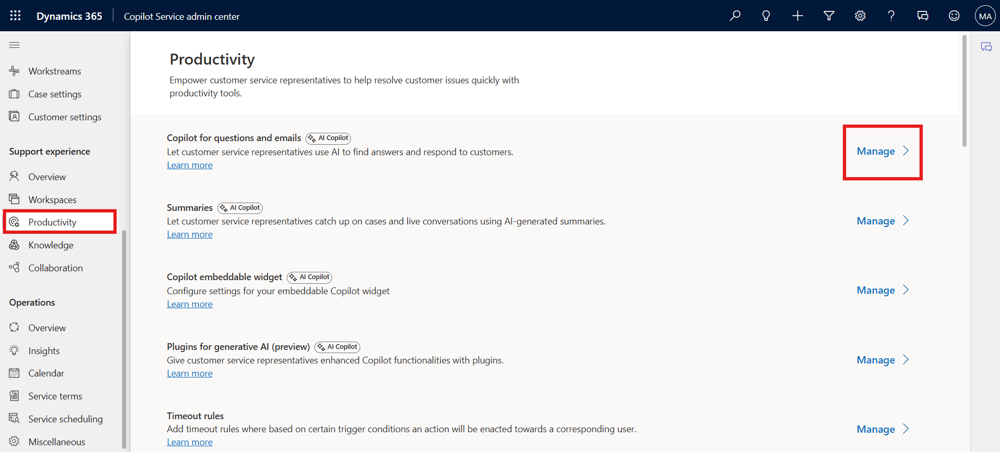 Dynamics 365
Copilot Service admin center
MA
Workstreams
Case settings
Customer settings
Support experience
Overview
Workspaces
Productivity
Knowledge
Collaboration
Operations
Overview
Insights
Calendar
Service terms
Service scheduling
Miscellaneous
Productivity
Empower customer service representatives to help resolve customer issues quickly with
productivity tools.
Copilot for questions and emails AI Copilot
Let customer service representatives use AI to find answers and respond to customers.
Learn more
Manage
Summaries AI Copilot
Let customer service representatives catch up on cases and live conversations using AI-generated summaries.
Learn more
Manage
Copilot embeddable widget AI Copilot
Configure settings for your embeddable Copilot widget
Learn more
Manage
Plugins for generative AI (preview) AI Copilot
Give customer service representatives enhanced Copilot functionalities with plugins.
Learn more
Manage
Timeout rules
Add timeout rules where based on certain trigger conditions an action will be enacted towards a corresponding user.
Learn more
Manage